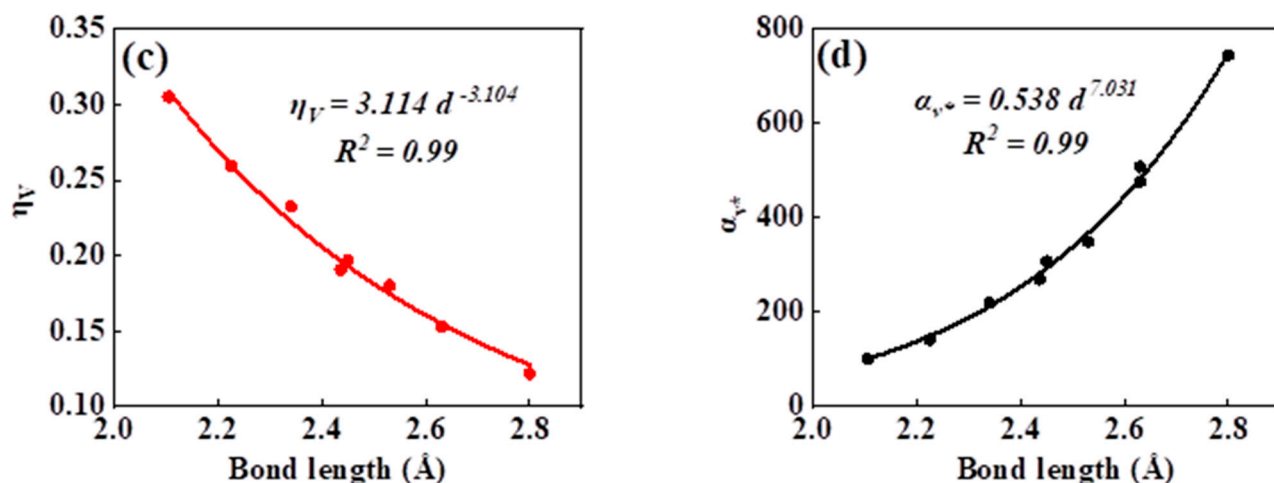 (c)
η_V = 3.114 d^-3.104
R² = 0.99
0.35
0.30
0.25
0.20
0.15
0.10
η_V
2.0 2.2 2.4 2.6 2.8
Bond length (Å)
(d)
α_v* = 0.538 d^7.031
R² = 0.99
800
600
400
200
0
α_v*
2.0 2.2 2.4 2.6 2.8
Bond length (Å)